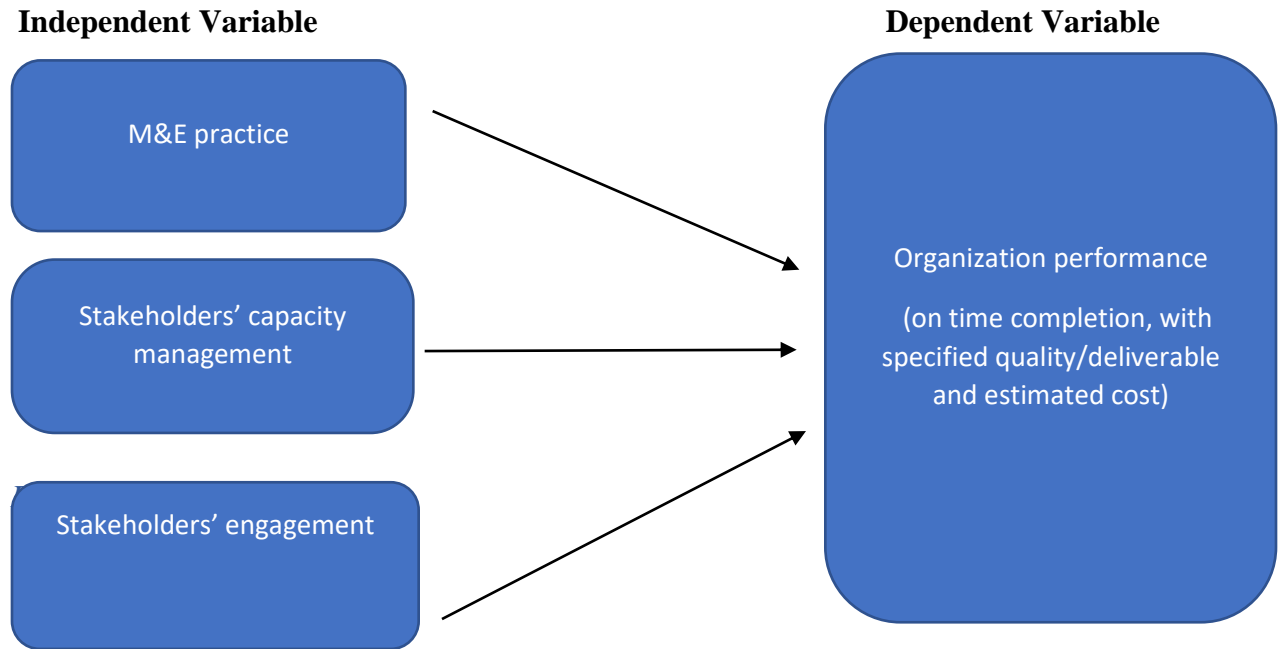 Independent Variable
Dependent Variable
M&E practice
Stakeholders’ capacity
management
Stakeholders’ engagement
Organization performance
(on time completion, with
specified quality/deliverable
and estimated cost)